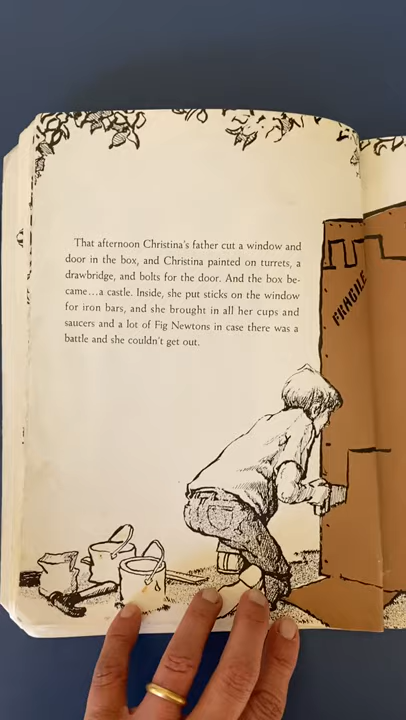 That afternoon Christina's father cut a window and
door in the box, and Christina painted on turrets, a
drawbridge, and bolts for the door. And the box be-
came...a castle. Inside, she put sticks on the window
for iron bars, and she brought in all her cups and
saucers and a lot of Fig Newtons in case there was a
battle and she couldn't get out.
FRAGILE